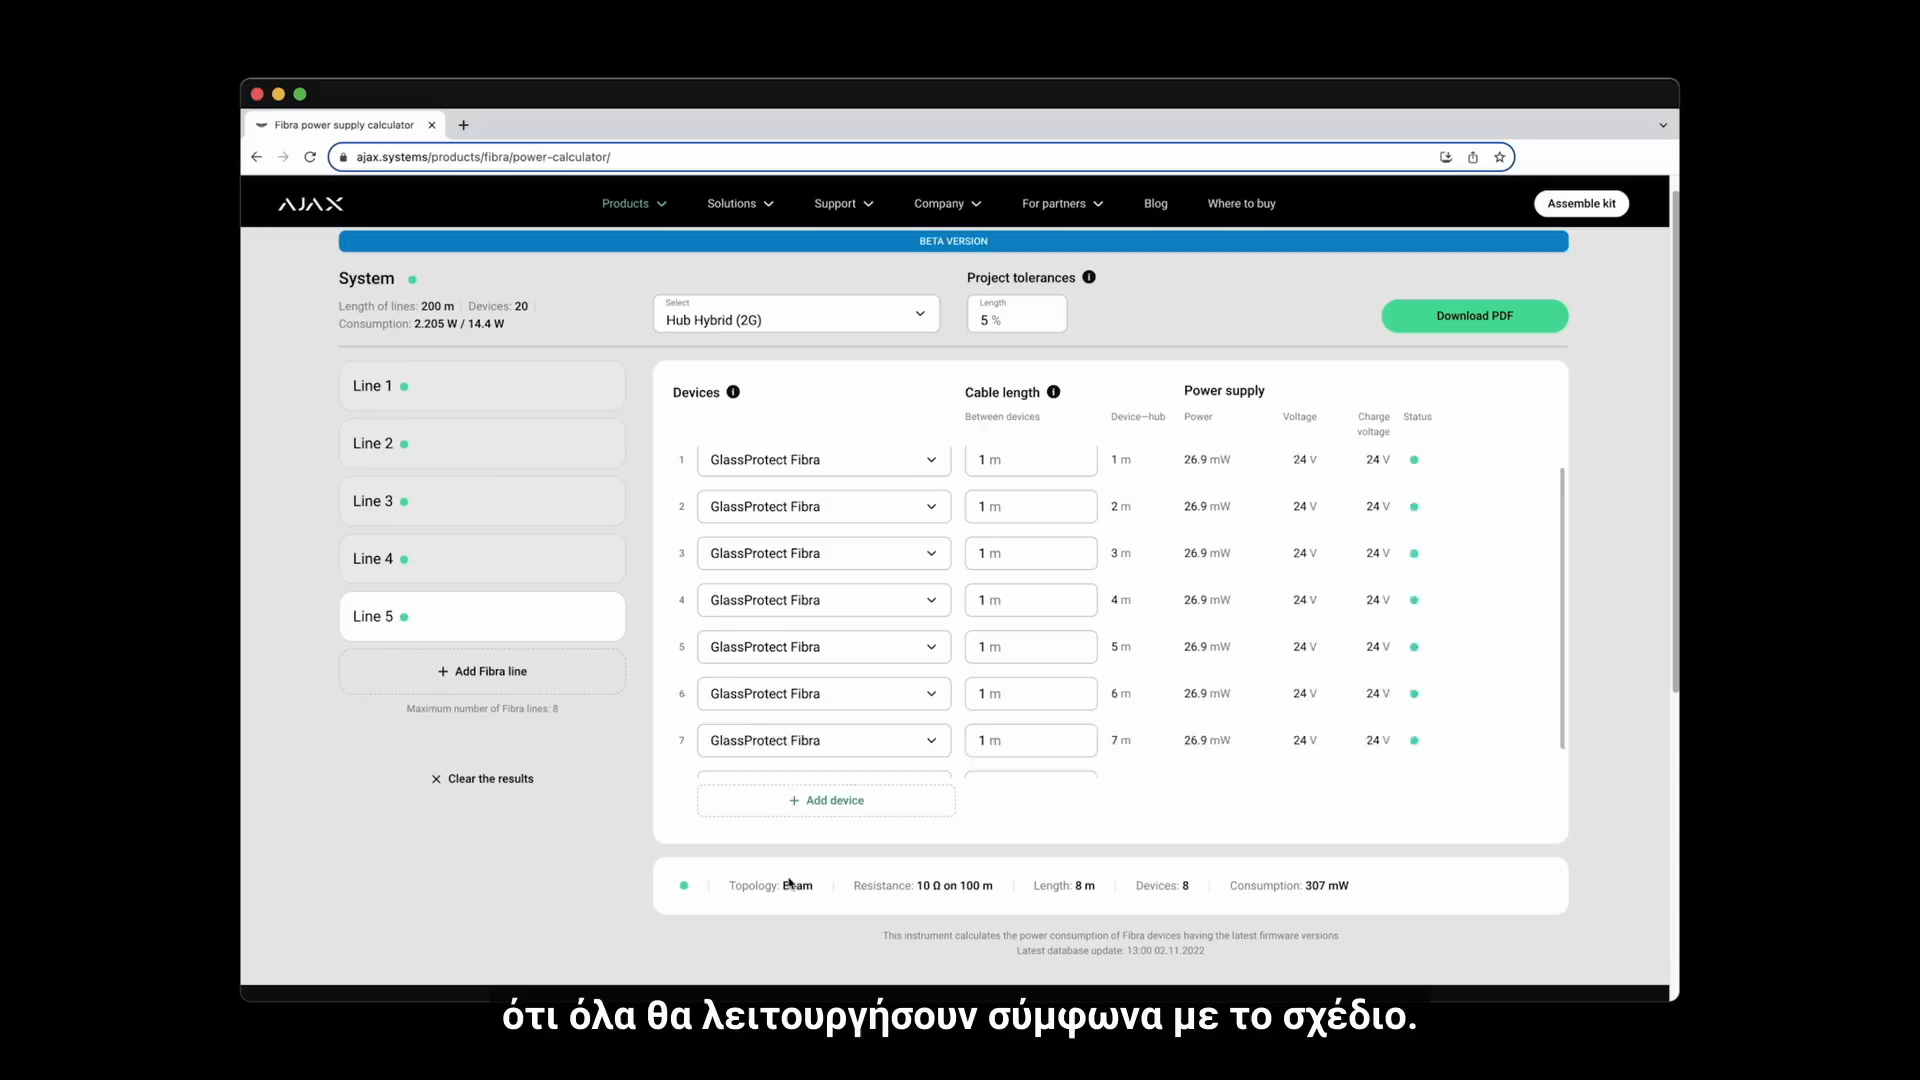 Fibra power supply calculator
ajax.systems/products/fibra/power-calculator/
AJAX
Products
Solutions
Support
Company
For partners
Blog
Where to buy
Assemble kit
BETA VERSION
System
Length of lines: 200 m
Devices: 20
Consumption: 2.205 W / 14.4 W
Select
Hub Hybrid (2G)
Project tolerances
Length
5 %
Download PDF
Line 1
Line 2
Line 3
Line 4
Line 5
+ Add Fibra line
Maximum number of Fibra lines: 8
Clear the results
Devices
Cable length
Power supply
Between devices
Device—hub
Power
Voltage
Charge voltage
Status
1 GlassProtect Fibra 1 m 1 m 26.9 mW 24 V 24 V
2 GlassProtect Fibra 1 m 2 m 26.9 mW 24 V 24 V
3 GlassProtect Fibra 1 m 3 m 26.9 mW 24 V 24 V
4 GlassProtect Fibra 1 m 4 m 26.9 mW 24 V 24 V
5 GlassProtect Fibra 1 m 5 m 26.9 mW 24 V 24 V
6 GlassProtect Fibra 1 m 6 m 26.9 mW 24 V 24 V
7 GlassProtect Fibra 1 m 7 m 26.9 mW 24 V 24 V
+ Add device
Topology: Beam
Resistance: 10 Ω on 100 m
Length: 8 m
Devices: 8
Consumption: 307 mW
This instrument calculates the power consumption of Fibra devices having the latest firmware versions
Latest database update: 13:00 02.11.2022
ότι όλα θα λειτουργήσουν σύμφωνα με το σχέδιο.